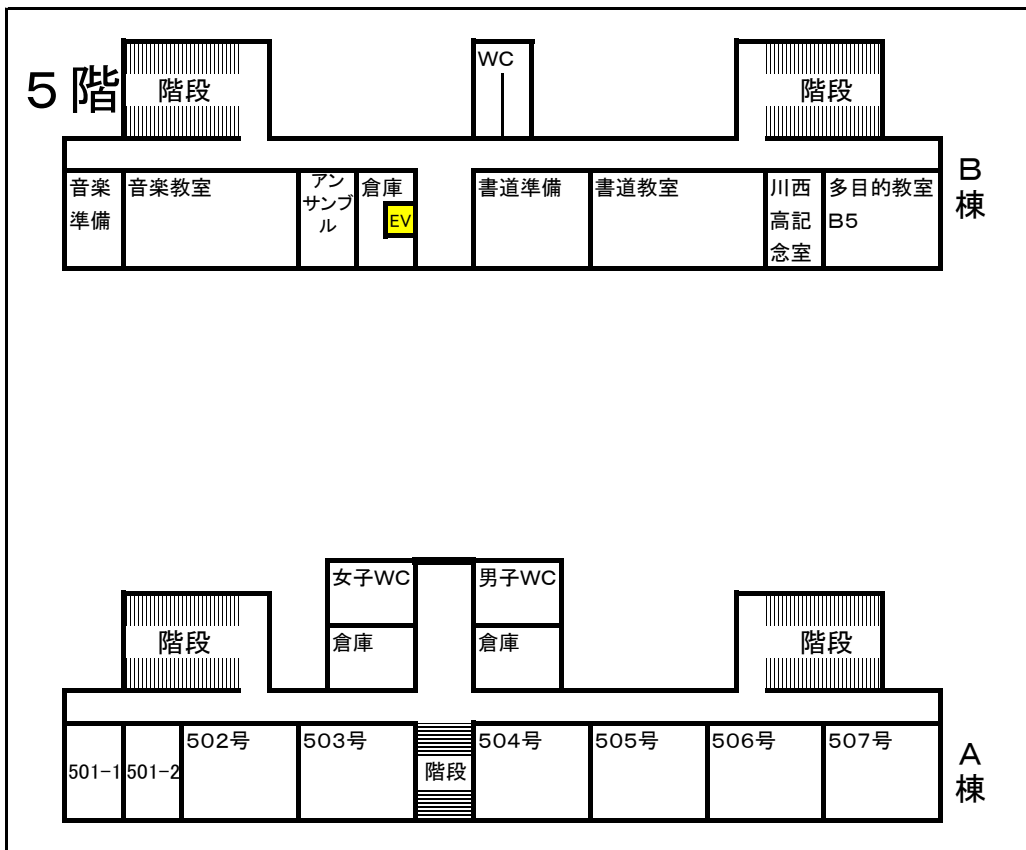 5階
階段
WC
階段
B棟
音楽
準備
音楽教室
アン
サンブ
ル
倉庫
EV
書道準備
書道教室
川西
高記
念室
多目的教室
B5
女子WC
男子WC
階段
倉庫
倉庫
階段
A棟
501-1
501-2
502号
503号
階段
504号
505号
506号
507号